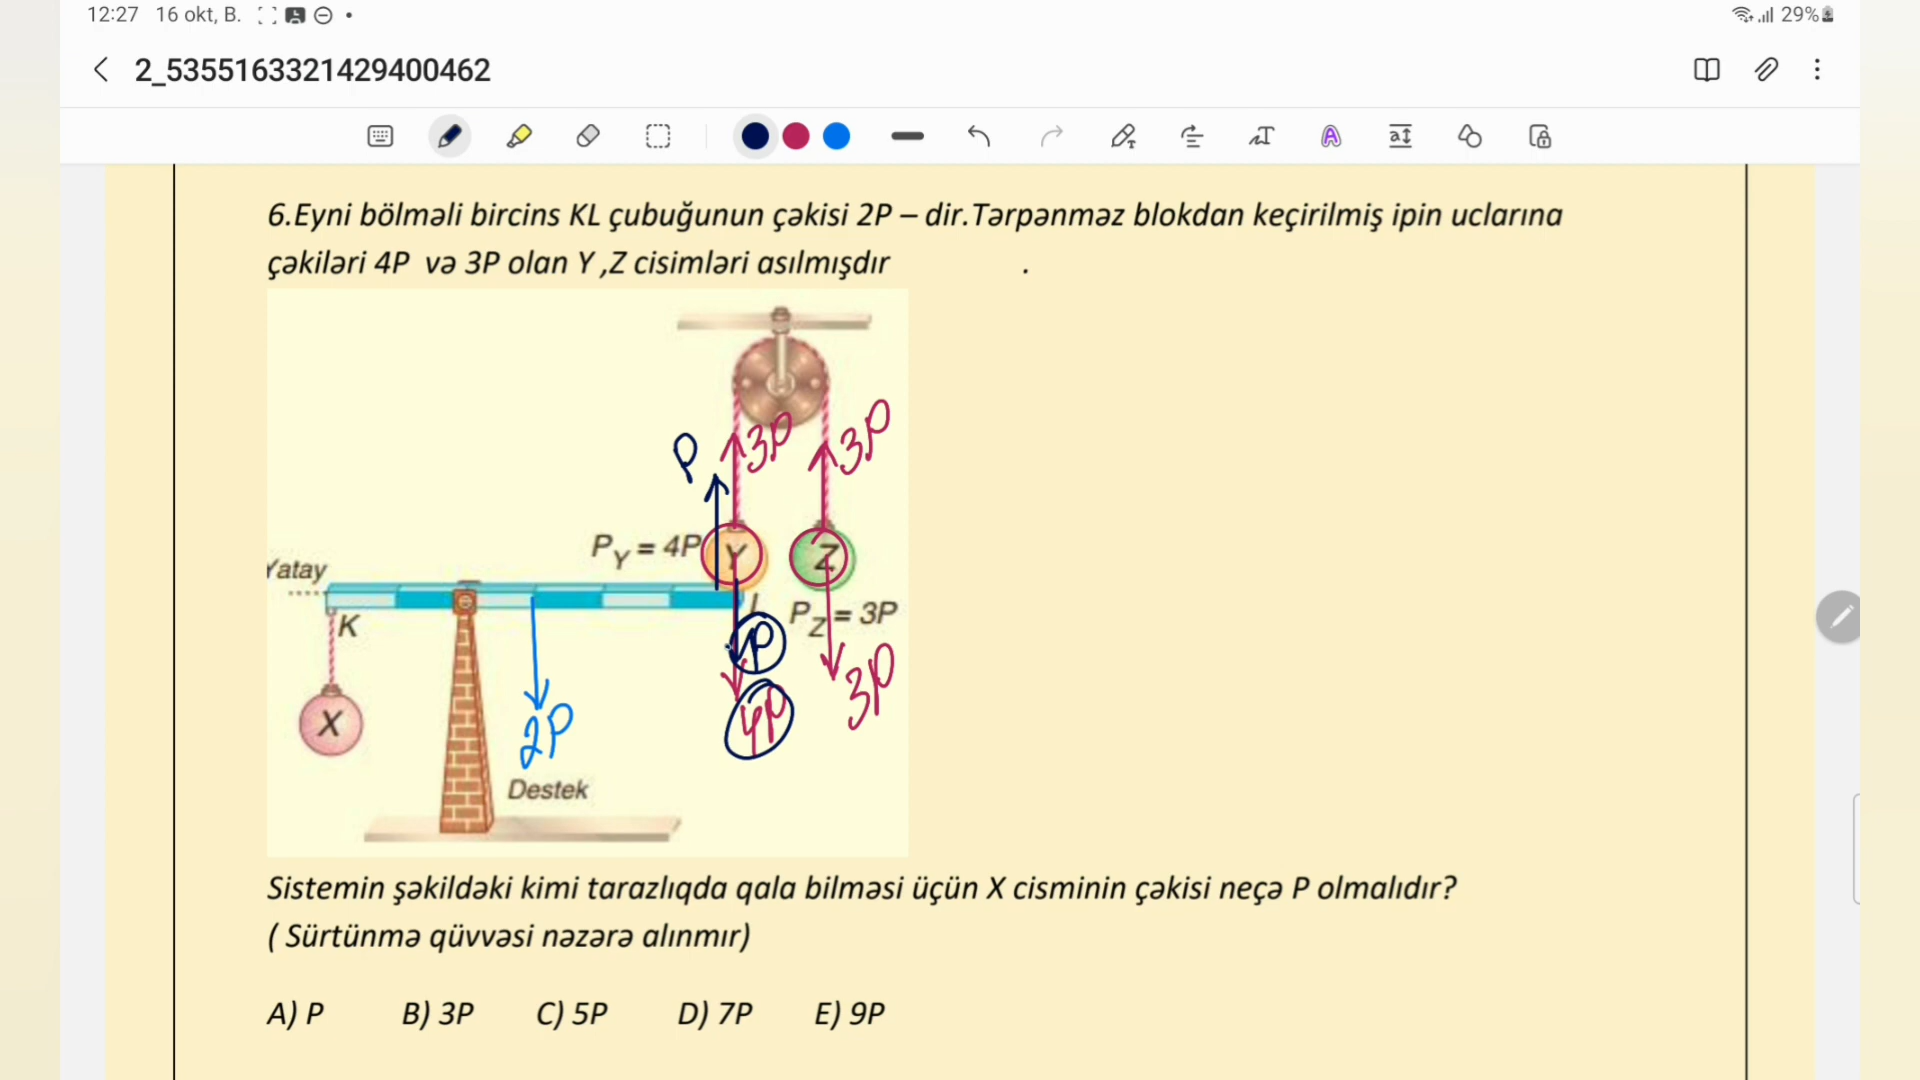 12:27 16 okt, B.
29%
2_5355163321429400462
6.Eyni bölməli bircins KL çubuğunun çəkisi 2P – dir.Tərpənməz blokdan keçirilmiş ipin uclarına
çəkiləri 4P və 3P olan Y ,Z cisimləri asılmışdır .
P 3P 3P
P_Y = 4P Y Z
Yatay
K L P_Z = 3P
P
X 2P 4P 3P
Destek
Sistemin şəkildəki kimi tarazlıqda qala bilməsi üçün X cisminin çəkisi neçə P olmalıdır?
( Sürtünmə qüvvəsi nəzərə alınmır)
A) P B) 3P C) 5P D) 7P E) 9P